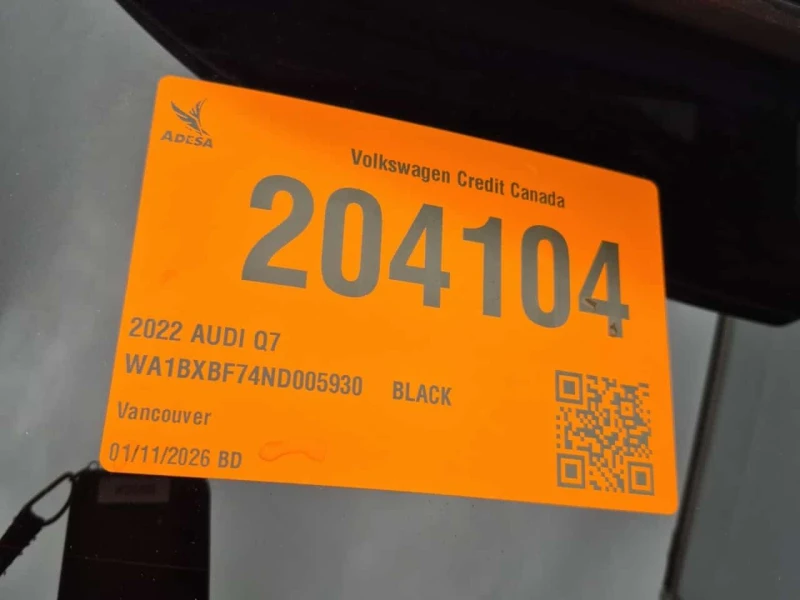 ADESA
Volkswagen Credit Canada
204104
2022 AUDI Q7
WA1BXBF74ND005930 BLACK
Vancouver
01/11/2026 BD